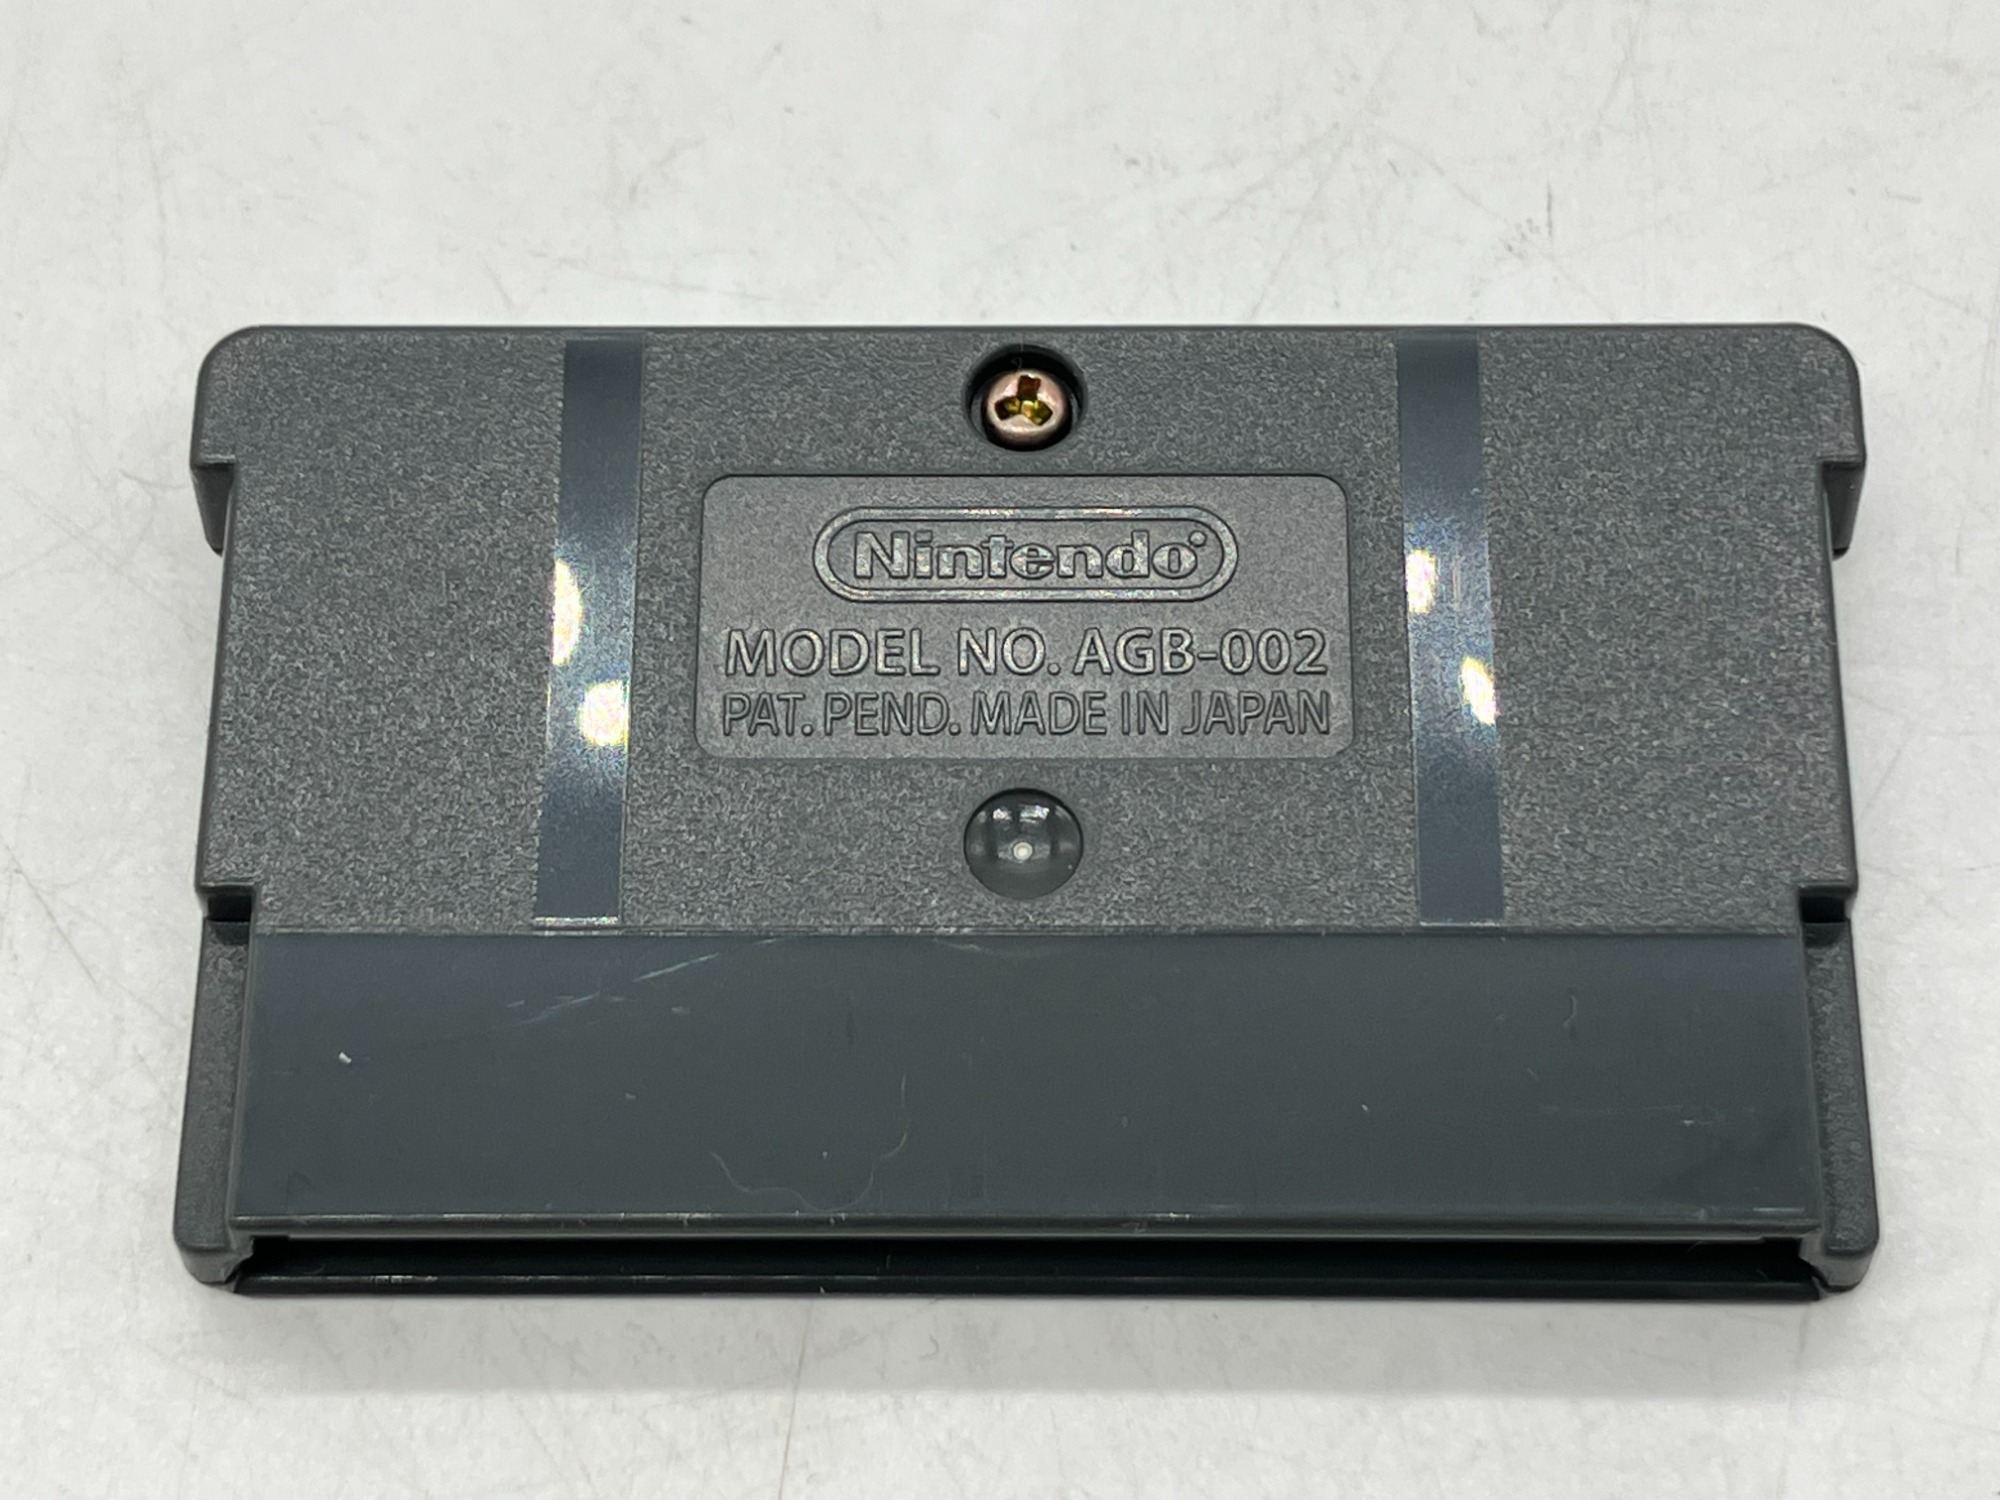 Nintendo
MODEL NO. AGB-002
PAT. PEND. MADE IN JAPAN